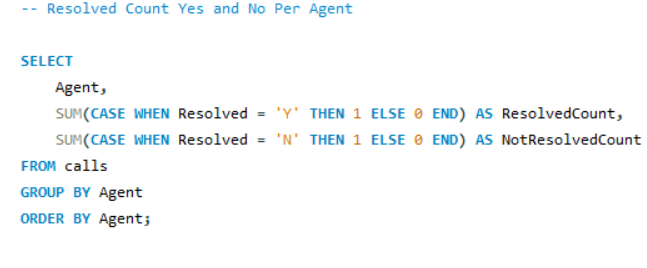 -- Resolved Count Yes and No Per Agent
SELECT
    Agent,
    SUM(CASE WHEN Resolved = 'Y' THEN 1 ELSE 0 END) AS ResolvedCount,
    SUM(CASE WHEN Resolved = 'N' THEN 1 ELSE 0 END) AS NotResolvedCount
FROM calls
GROUP BY Agent
ORDER BY Agent;